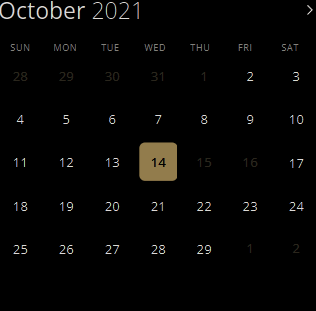 October 2021
SUN MON TUE WED THU FRI SAT
28 29 30 31 1 2 3
4 5 6 7 8 9 10
11 12 13 14 15 16 17
18 19 20 21 22 23 24
25 26 27 28 29 1 2